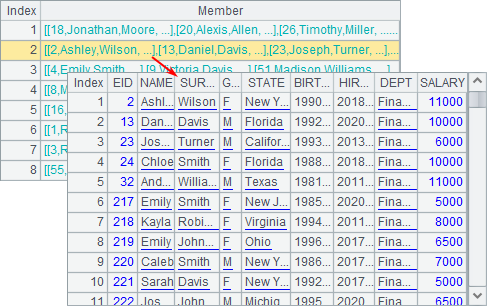 Index Member
1 [[18,Jonathan,Moore, ...],[20,Alexis,Allen, ...],[26,Timothy,Miller, ......
2 [[2,Ashley,Wilson, ...],[13,Daniel,Davis, ...],[23,Joseph,Turner, ...],...
3 [[4,Emily,Smith, ...],[9,Victoria,Davis, ...],[51,Madison,Williams, ...
4 [[8,M
5 [[16,
6 [[1,R
7 [[3,R
8 [[55,
Index EID NAME SUR... G... STATE BIRT... HIR... DEPT SALARY
1 2 Ashl... Wilson F New Y... 1990... 2018... Fina... 11000
2 13 Dan... Davis M Florida 1992... 2010... Fina... 10000
3 23 Jos... Turner M Califor... 1993... 2013... Fina... 6000
4 24 Chloe Smith F Florida 1988... 2018... Fina... 10000
5 32 And... Willia... M Texas 1981... 2011... Fina... 11000
6 217 Emily Smith F New J... 1985... 2020... Fina... 5000
7 218 Kayla Robi... F Virginia 1994... 2011... Fina... 8000
8 219 Emily John... F Ohio 1996... 2017... Fina... 6500
9 220 Caleb Smith M New Y... 1996... 2017... Fina... 7000
10 221 Sarah Davis F New Y... 1992... 2017... Fina... 5000
11 222 Jos John M Michig 1995 2017 Fina 6500